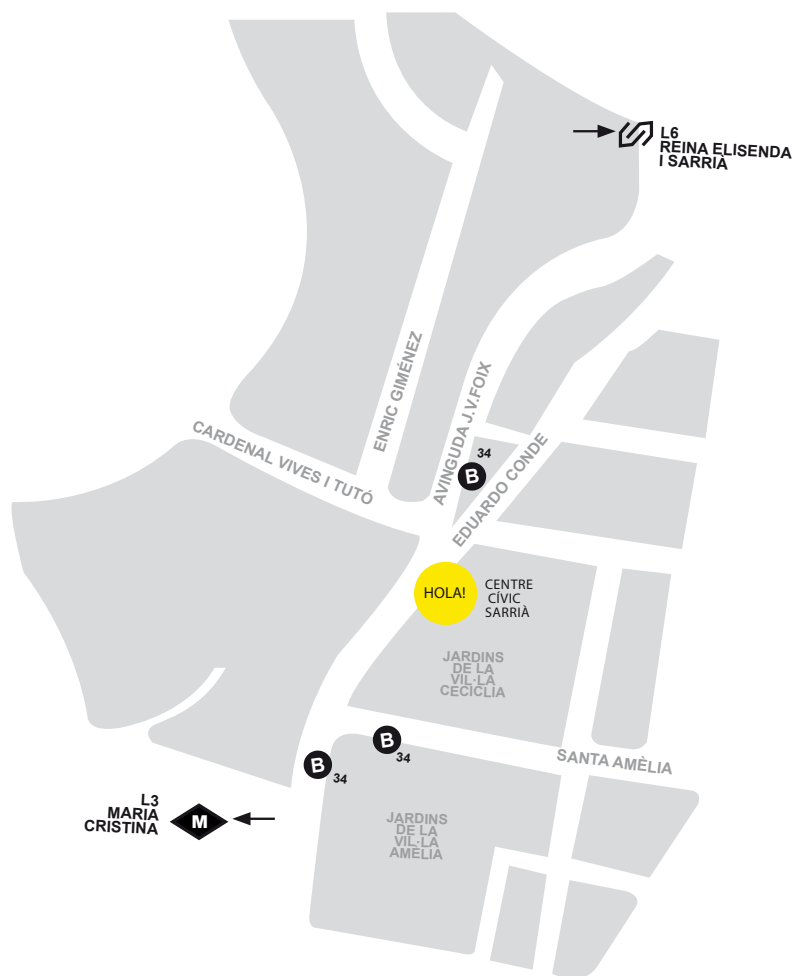 L6
REINA ELISENDA
I SARRIÀ
ENRIC GIMÉNEZ
AVINGUDA J.V.FOIX
CARDENAL VIVES I TUTÓ
34
B
EDUARDO CONDE
HOLA!
CENTRE
CÍVIC
SARRIÀ
JARDINS
DE LA
VIL·LA
CECICLIA
B
34
B
34
SANTA AMÈLIA
L3
MARIA
CRISTINA
M
JARDINS
DE LA
VIL·LA
AMELIA